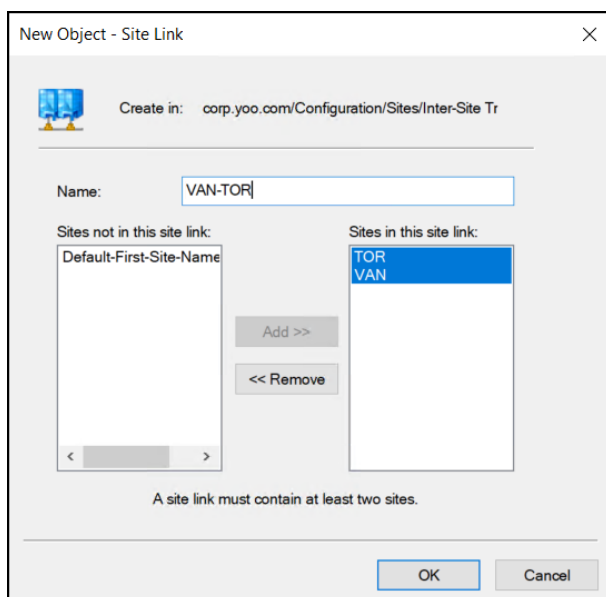 New Object - Site Link
Create in: corp.yoo.com/Configuration/Sites/Inter-Site Tr
Name: VAN-TOR
Sites not in this site link: Sites in this site link:
Default-First-Site-Name TOR
VAN
Add >>
<< Remove
A site link must contain at least two sites.
OK Cancel